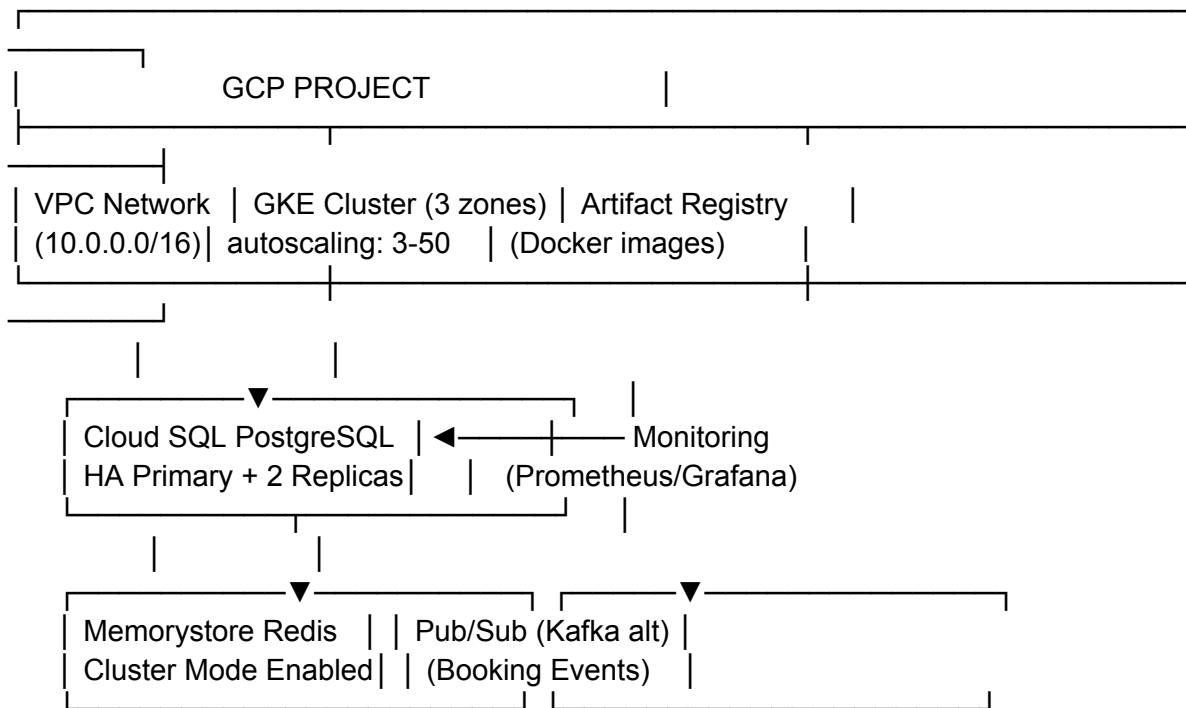 GCP PROJECT
VPC Network │ GKE Cluster (3 zones) │ Artifact Registry
(10.0.0.0/16)│ autoscaling: 3-50 │ (Docker images)
Cloud SQL PostgreSQL
Monitoring
HA Primary + 2 Replicas
(Prometheus/Grafana)
Memorystore Redis │ │ Pub/Sub (Kafka alt)
Cluster Mode Enabled│ │ (Booking Events)